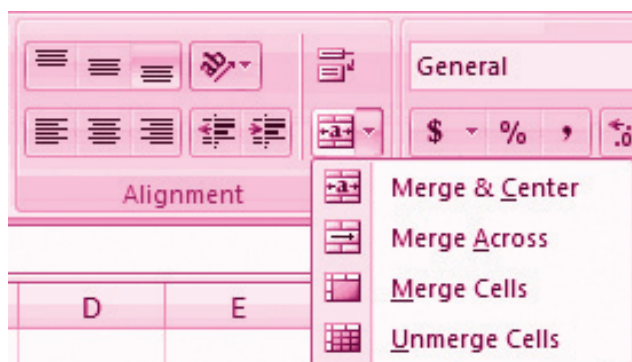 General
$ % ,
Alignment
Merge & Center
Merge Across
Merge Cells
Unmerge Cells
D E